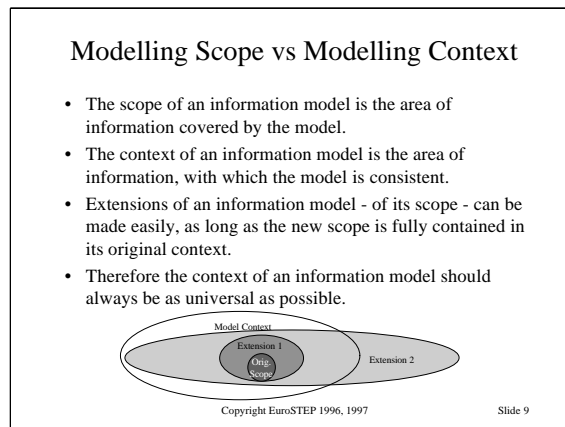 Modelling Scope vs Modelling Context
• The scope of an information model is the area of
information covered by the model.
• The context of an information model is the area of
information, with which the model is consistent.
• Extensions of an information model - of its scope - can be
made easily, as long as the new scope is fully contained in
its original context.
• Therefore the context of an information model should
always be as universal as possible.
Model Context
Extension 1
Orig.
Scope
Extension 2
Copyright EuroSTEP 1996, 1997
Slide 9